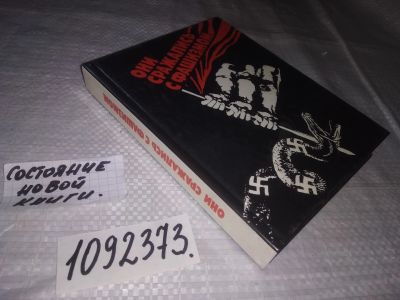 ОНИ
СРАЖАЛИСЬ
С ФАШИЗМОМ
ОНИ СРАЖАЛИСЬ С ФАШИЗМОМ
СОСТОЯНИЕ
НОВОЙ
КНИГИ.
1092373.